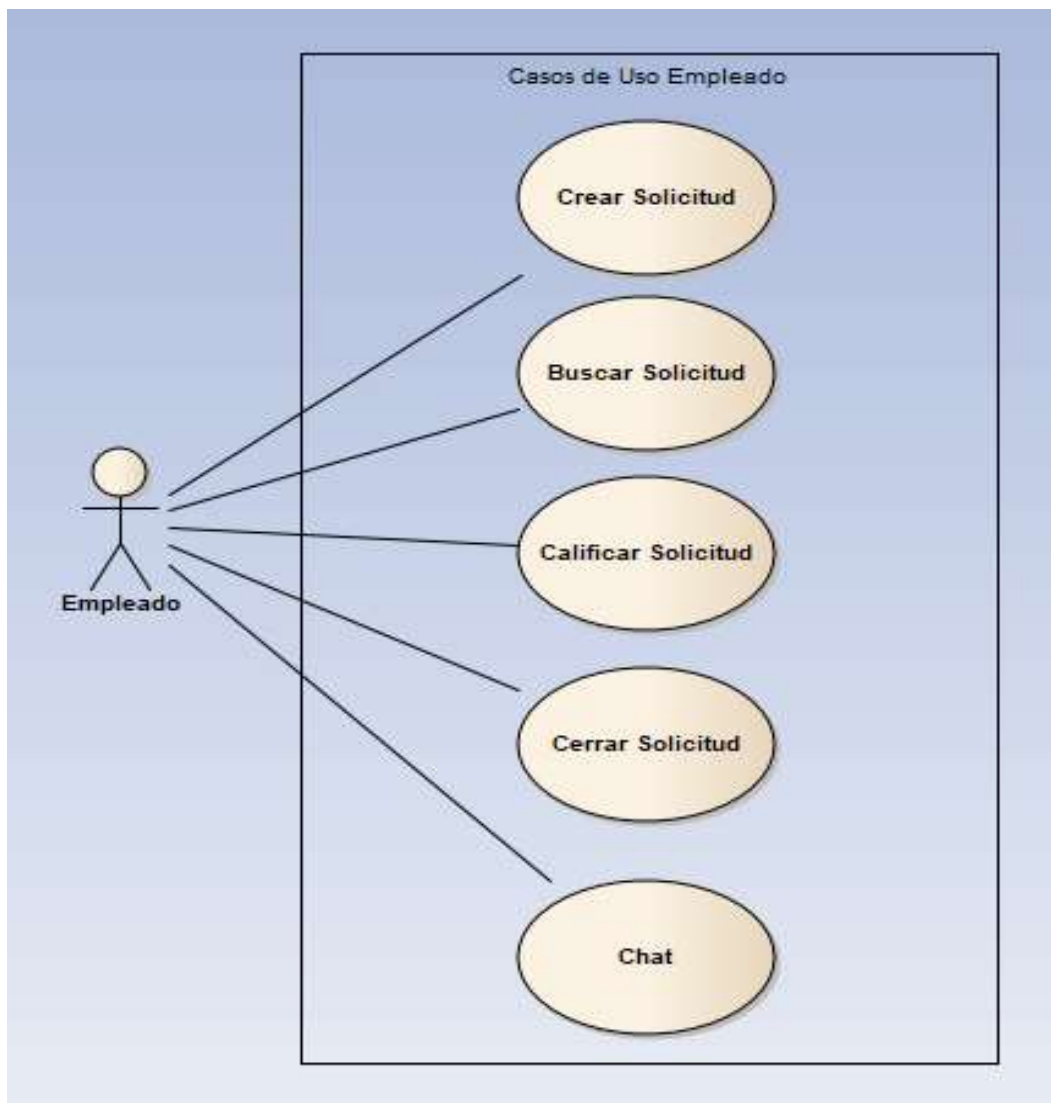 Casos de Uso Empleado
Crear Solicitud
Buscar Solicitud
Calificar Solicitud
Empleado
Cerrar Solicitud
Chat